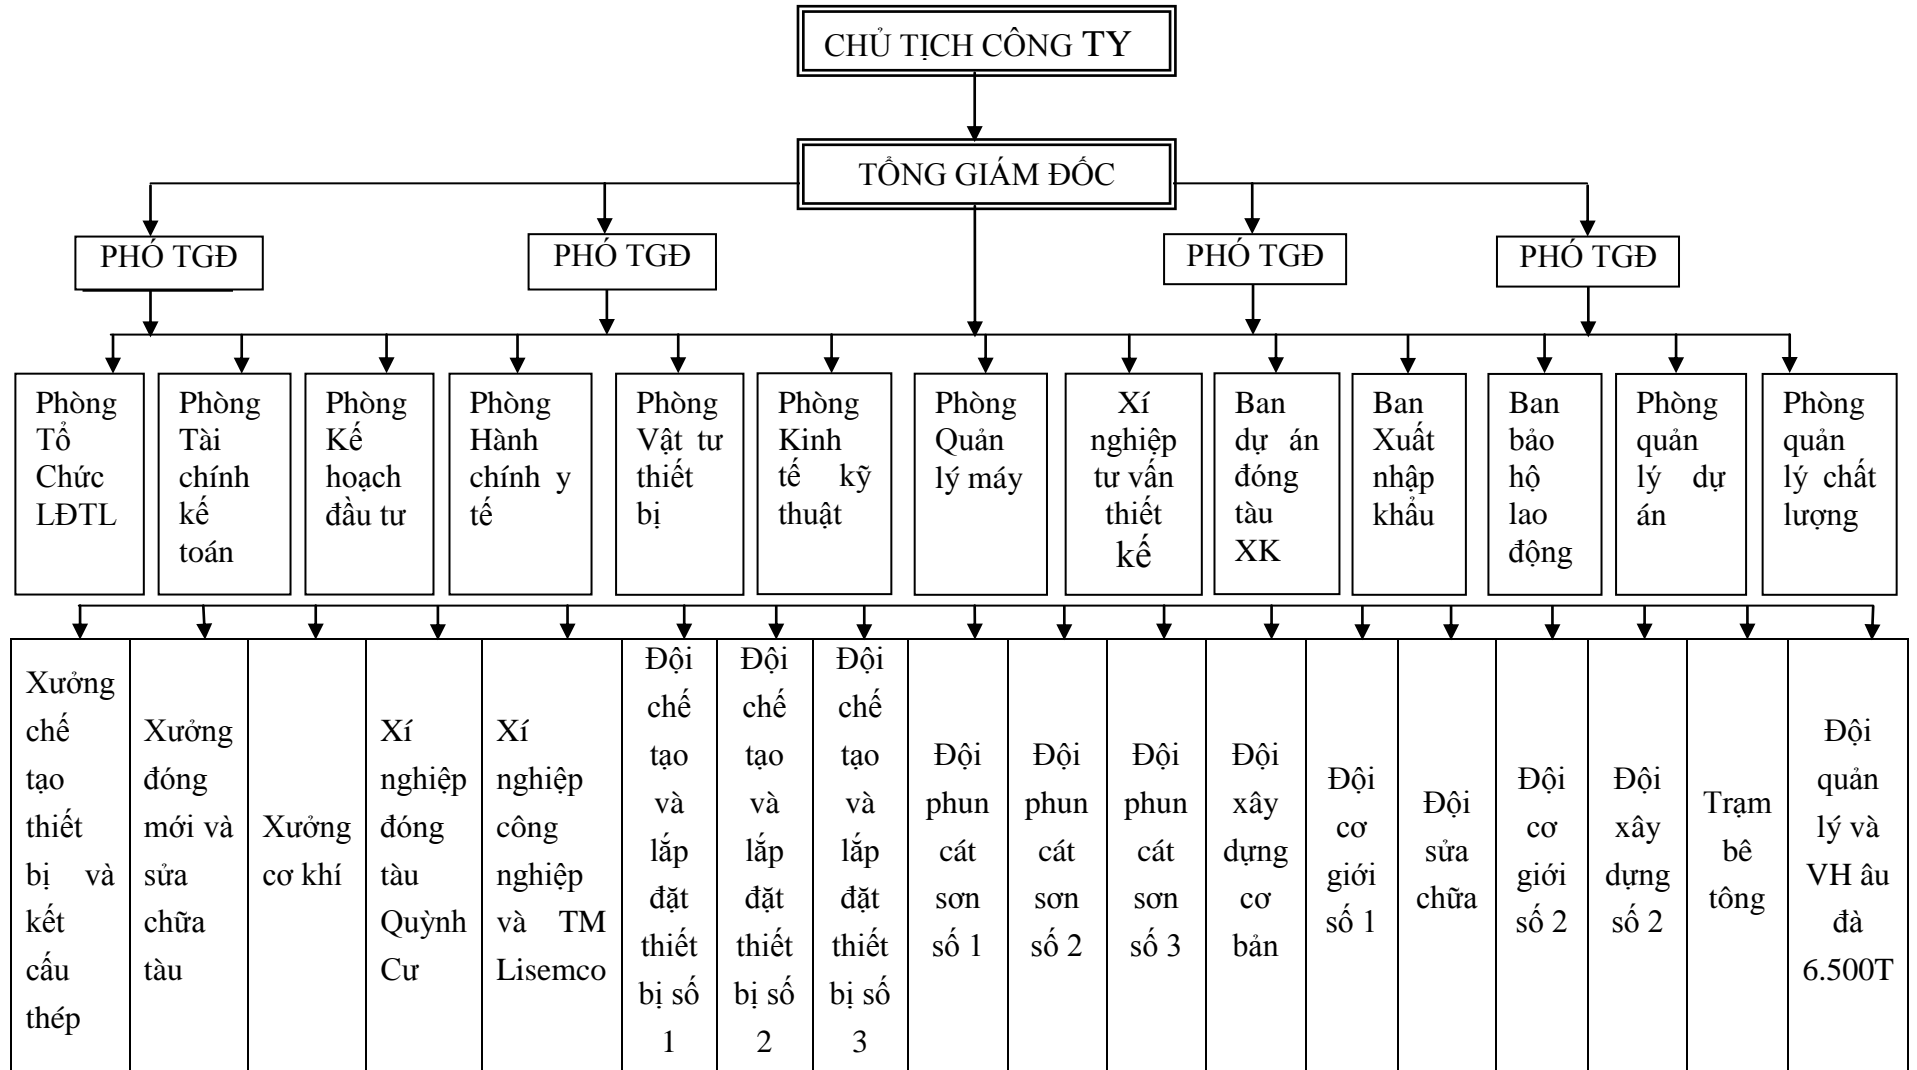 CHỦ TỊCH CÔNG TY
TỔNG GIÁM ĐỐC
PHÓ TGĐ
PHÓ TGĐ
PHÓ TGĐ
PHÓ TGĐ
Phòng
Tổ
Chức
LĐTL
Phòng
Tài
chính
kế
toán
Phòng
Kế
hoạch
đầu tư
Phòng
Hành
chính y
tế
Phòng
Vật tư
thiết
bị
Phòng
Kinh
tế kỹ
thuật
Phòng
Quản
lý máy
Xí
nghiệp
tư vấn
thiết
kế
Ban
dự án
đóng
tàu
XK
Ban
Xuất
nhập
khẩu
Ban
bảo
hộ
lao
động
Phòng
quản
lý dự
án
Phòng
quản
lý chất
lượng
Xưởng
chế
tạo
thiết
bị và
kết
cấu
thép
Xưởng
đóng
mới và
sửa
chữa
tàu
Xưởng
cơ khí
Xí
nghiệp
đóng
tàu
Quỳnh
Cư
Xí
nghiệp
công
nghiệp
và TM
Lisemco
Đội
chế
tạo
và
lắp
đặt
thiết
bị số
1
Đội
chế
tạo
và
lắp
đặt
thiết
bị số
2
Đội
chế
tạo
và
lắp
đặt
thiết
bị số
3
Đội
phun
cát
sơn
số 1
Đội
phun
cát
sơn
số 2
Đội
phun
cát
sơn
số 3
Đội
xây
dựng
cơ
bản
Đội
cơ
giới
số 1
Đội
sửa
chữa
Đội
cơ
giới
số 2
Đội
xây
dựng
số 2
Trạm
bê
tông
Đội
quản
lý và
VH âu
đà
6.500T